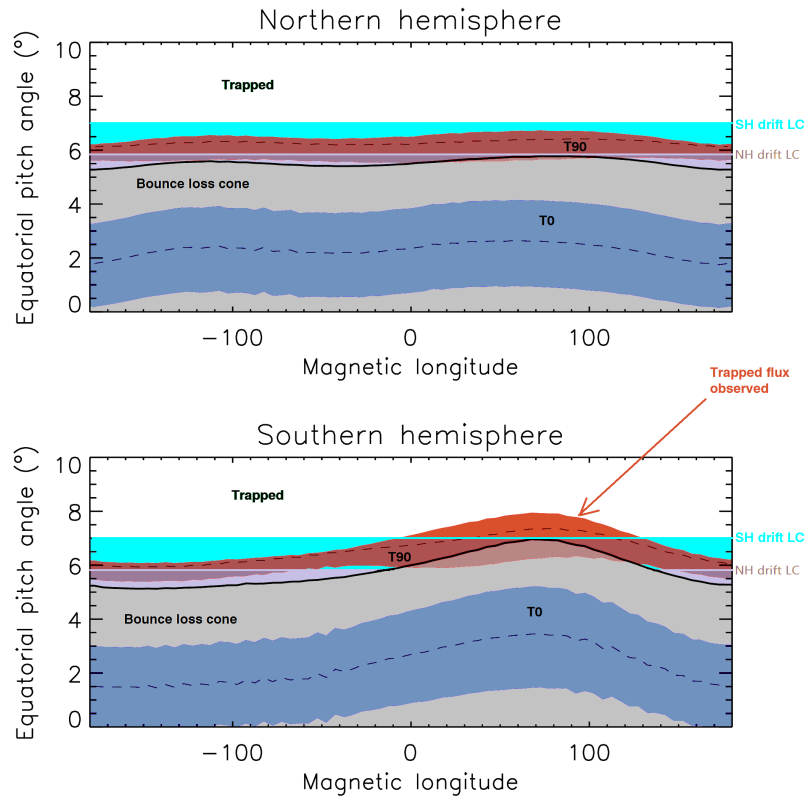 Northern hemisphere
Equatorial pitch angle (°)
10
8
6
4
2
0
Trapped
SH drift LC
T90
NH drift LC
Bounce loss cone
T0
−100
0
100
Magnetic longitude
Trapped flux
observed
Southern hemisphere
Equatorial pitch angle (°)
10
8
6
4
2
0
Trapped
SH drift LC
T90
NH drift LC
Bounce loss cone
T0
−100
0
100
Magnetic longitude